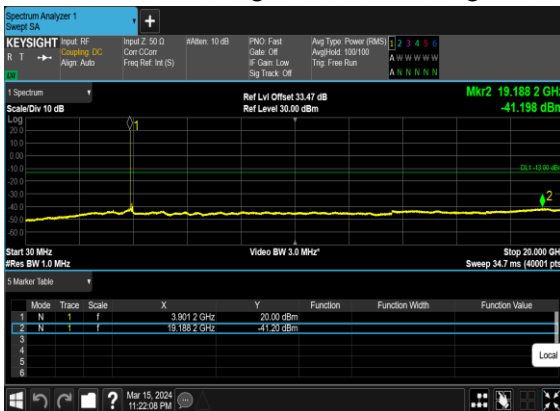 Spectrum Analyzer 1
Swept SA
+
KEYSIGHT
R T
LV
Input: RF
Coupling: DC
Align: Auto
Input Z: 50 Ω
Corr CCorr
Freq Ref: Int (S)
#Atten: 10 dB
PNO: Fast
Gate: Off
IF Gain: Low
Sig Track: Off
Avg Type: Power (RMS)
Avg|Hold: 100/100
Trig: Free Run
1 2 3 4 5 6
A W W W W W
A N N N N N
1 Spectrum
Scale/Div 10 dB
Ref Lvl Offset 33.47 dB
Ref Level 30.00 dBm
Mkr2 19.188 2 GHz
-41.198 dBm
Log
20.0
10.0
0.00
-10.0
-20.0
-30.0
-40.0
-50.0
-60.0
1
DL1 -13.00 dBm
2
Start 30 MHz
#Res BW 1.0 MHz
Video BW 3.0 MHz*
Stop 20.000 GH
Sweep 34.7 ms (40001 pts
5 Marker Table
Mode Trace Scale X Y Function Function Width Function Value
1 N 1 f 3.901 2 GHz 20.00 dBm
2 N 1 f 19.188 2 GHz -41.20 dBm
3
4
5
6
Local
?
Mar 15, 2024
11:22:08 PM